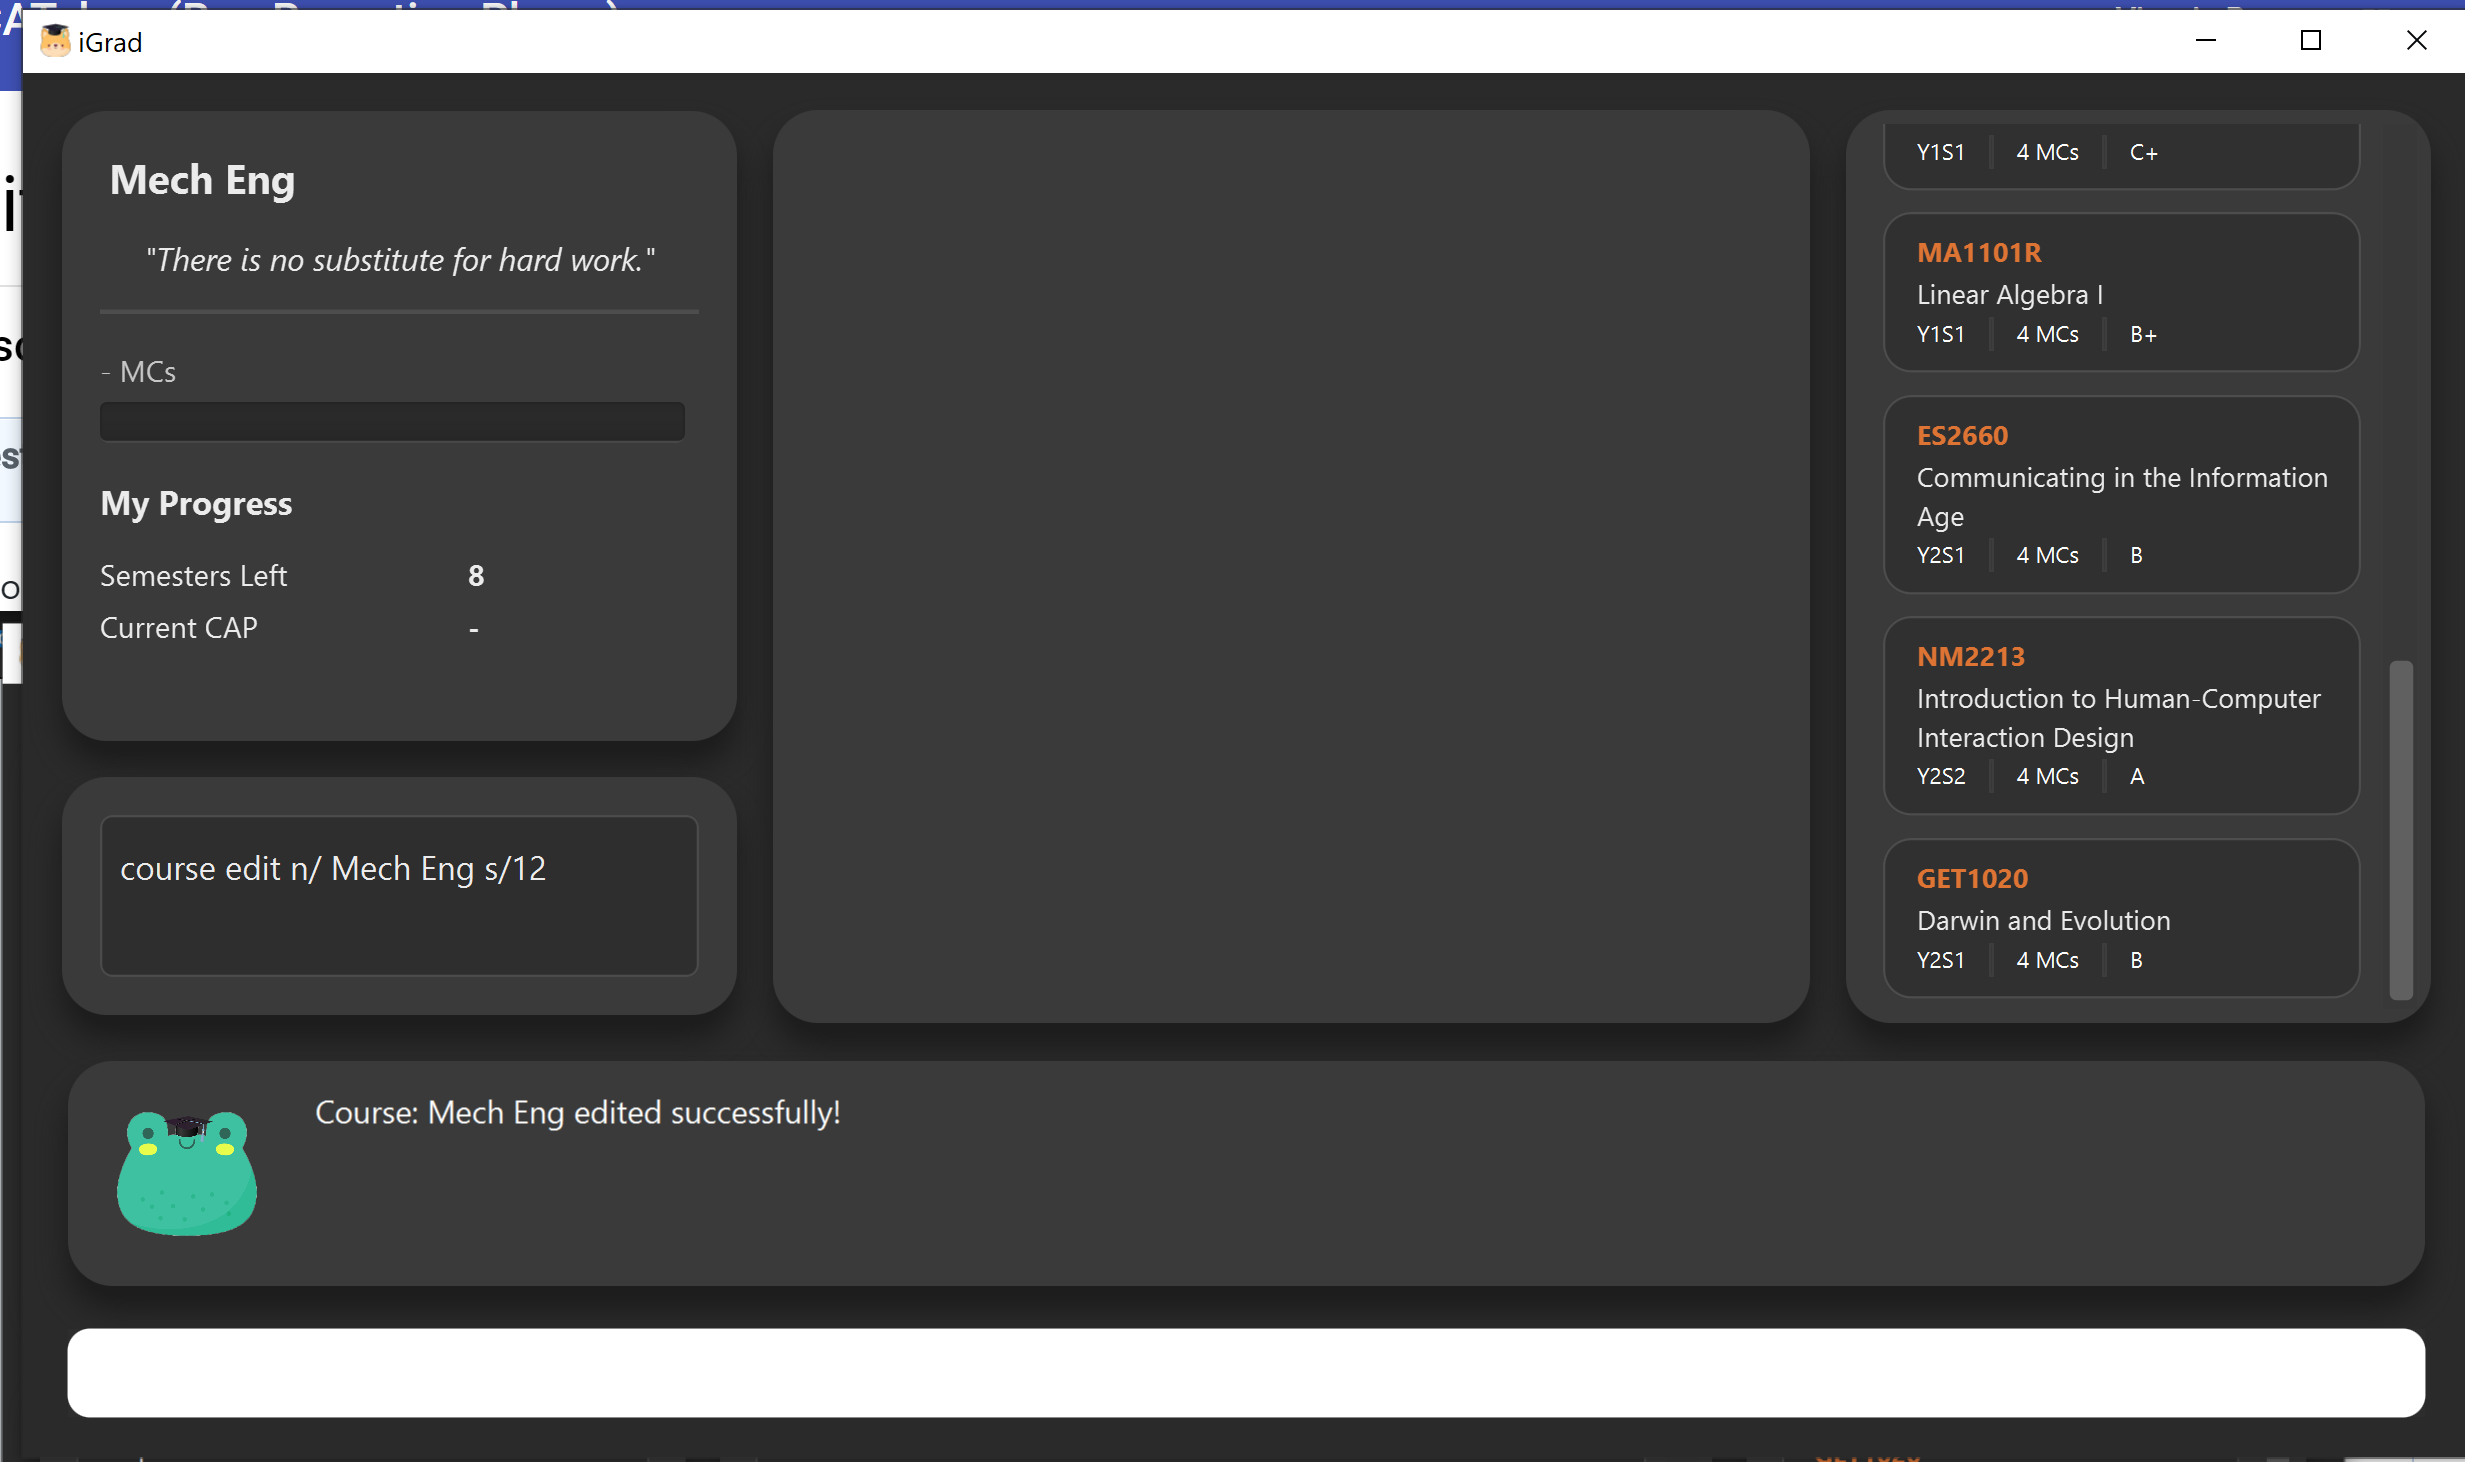 iGrad
Mech Eng
"There is no substitute for hard work."
- MCs
My Progress
Semesters Left 8
Current CAP -
course edit n/ Mech Eng s/12
Y1S1 4 MCs C+
MA1101R
Linear Algebra I
Y1S1 4 MCs B+
ES2660
Communicating in the Information
Age
Y2S1 4 MCs B
NM2213
Introduction to Human-Computer
Interaction Design
Y2S2 4 MCs A
GET1020
Darwin and Evolution
Y2S1 4 MCs B
Course: Mech Eng edited successfully!